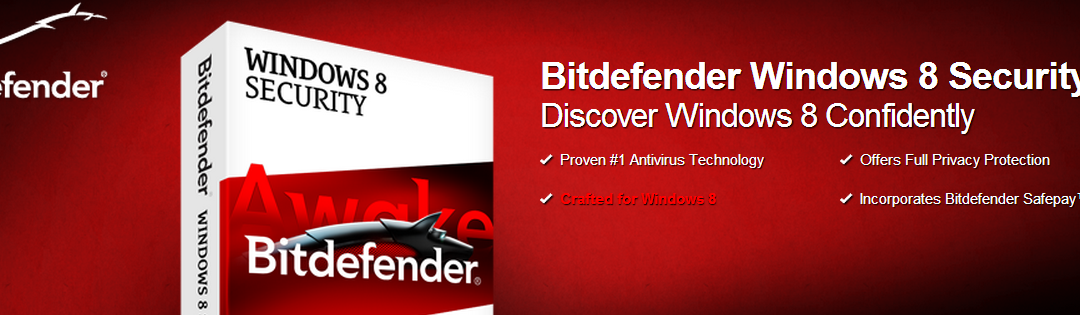 efender®
Bitdefender WINDOWS 8
WINDOWS 8
SECURITY
Awake
Bitdefender®
Bitdefender Windows 8 Security
Discover Windows 8 Confidently
Proven #1 Antivirus Technology
Offers Full Privacy Protection
Crafted for Windows 8
Incorporates Bitdefender Safepay™